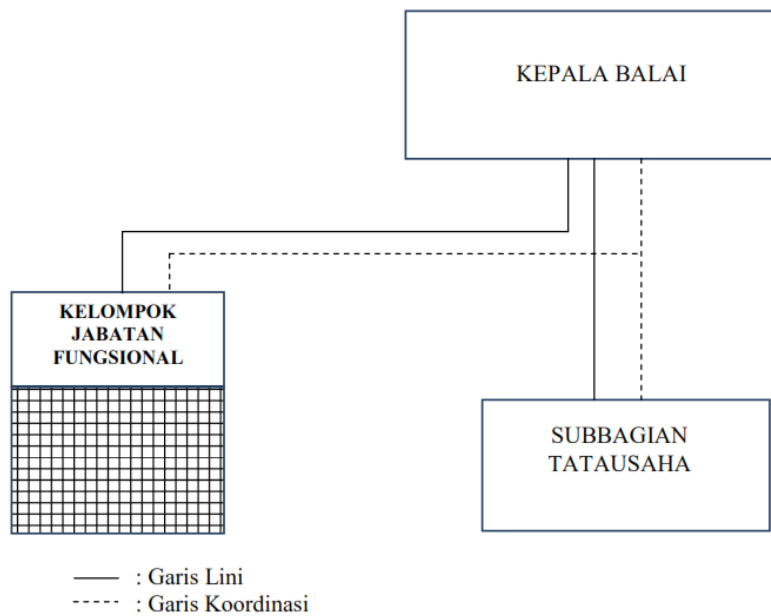 KEPALA BALAI
KELOMPOK
JABATAN
FUNGSIONAL
SUBBAGIAN
TATAUSAHA
: Garis Lini
: Garis Koordinasi